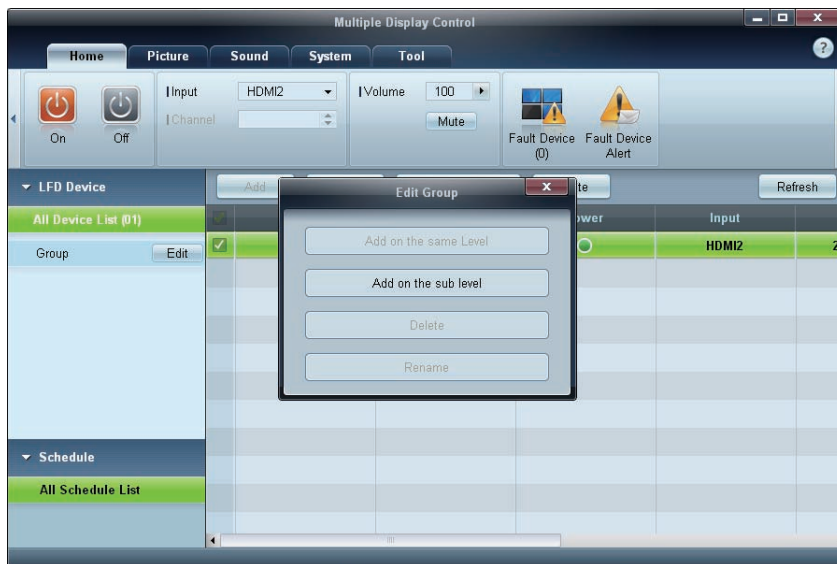 Multiple Display Control
Home Picture Sound System Tool
?
Input HDMI2
Volume 100
Channel
Mute
On Off
Fault Device (0)
Fault Device Alert
LFD Device
Add
Edit Group
Refresh
All Device List (01)
Input
Group Edit
HDMI2
Add on the same Level
Add on the sub level
Delete
Rename
Schedule
All Schedule List